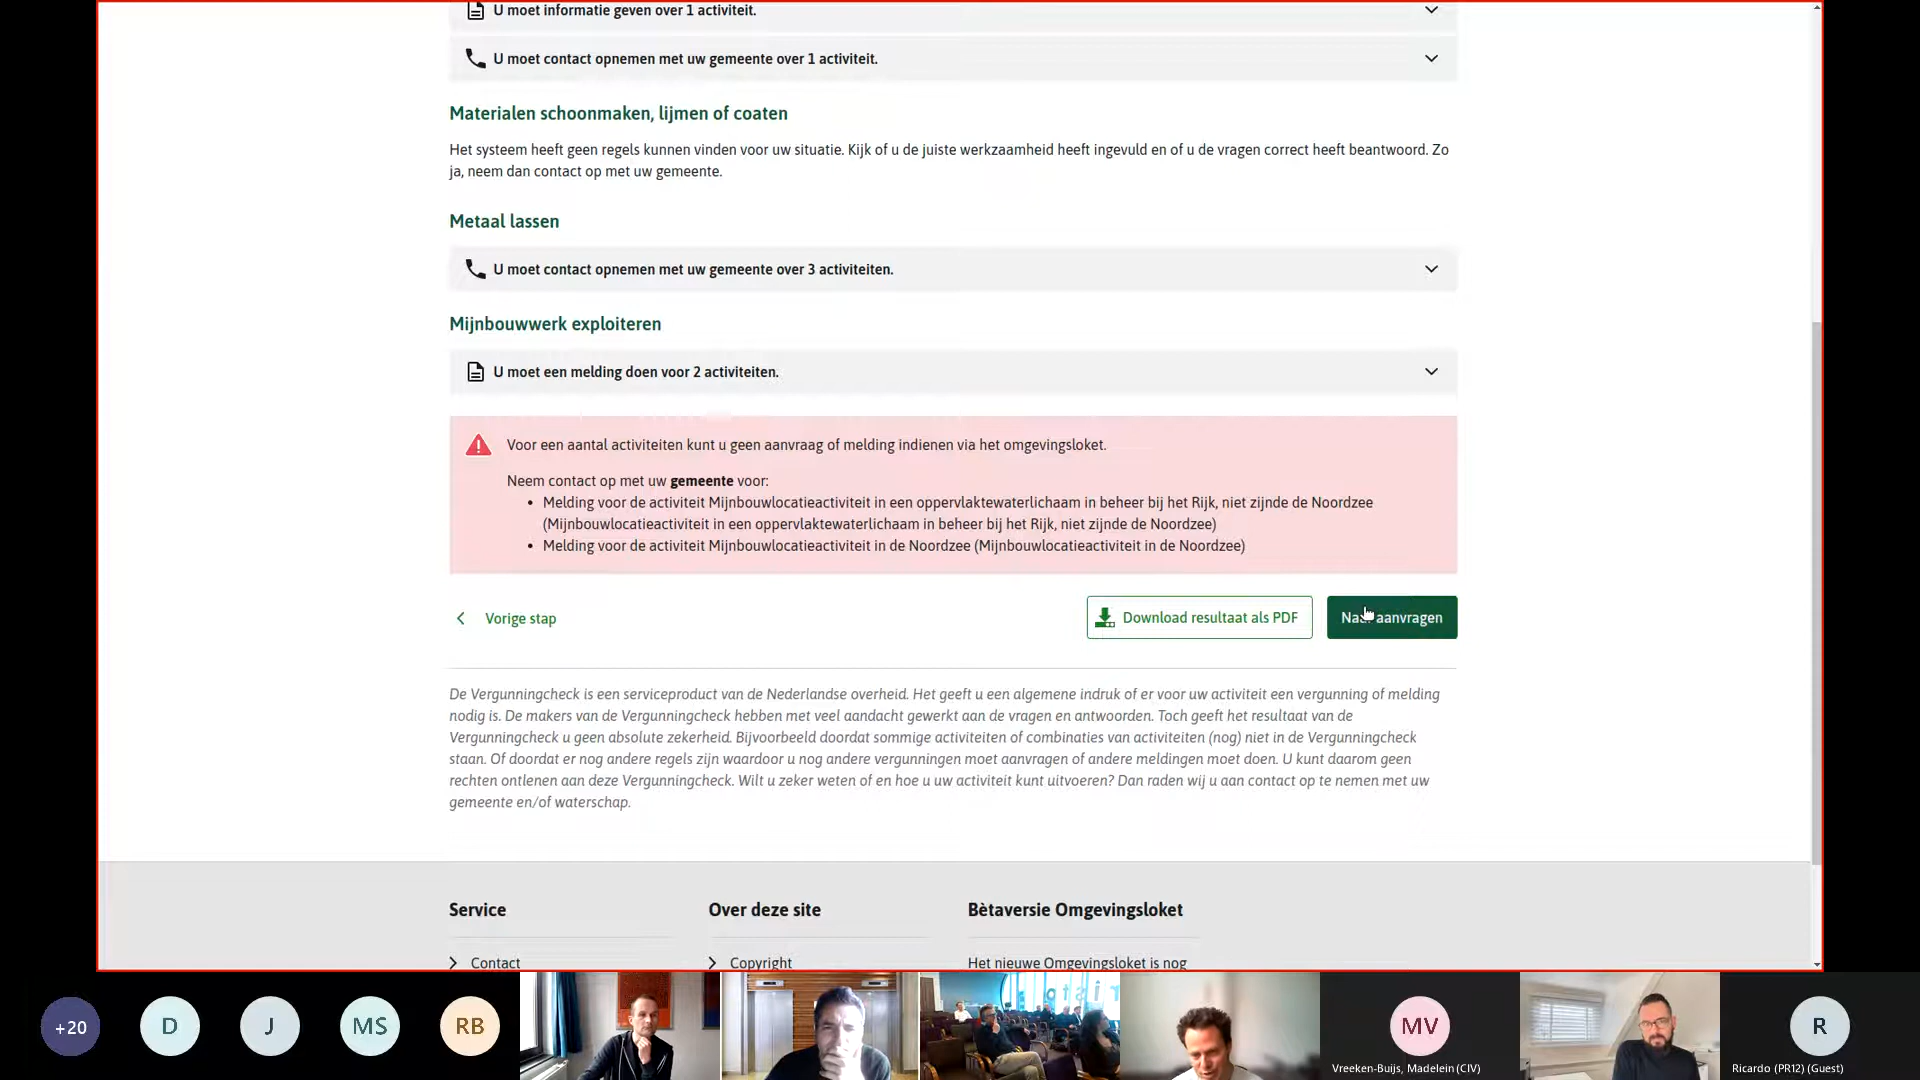 U moet informatie geven over 1 activiteit.
U moet contact opnemen met uw gemeente over 1 activiteit.
Materialen schoonmaken, lijmen of coaten
Het systeem heeft geen regels kunnen vinden voor uw situatie. Kijk of u de juiste werkzaamheid heeft ingevuld en of u de vragen correct heeft beantwoord. Zo
ja, neem dan contact op met uw gemeente.
Metaal lassen
U moet contact opnemen met uw gemeente over 3 activiteiten.
Mijnbouwwerk exploiteren
U moet een melding doen voor 2 activiteiten.
Voor een aantal activiteiten kunt u geen aanvraag of melding indienen via het omgevingsloket.
Neem contact op met uw gemeente voor:
• Melding voor de activiteit Mijnbouwlocatieactiviteit in een oppervlaktewaterlichaam in beheer bij het Rijk, niet zijnde de Noordzee
(Mijnbouwlocatieactiviteit in een oppervlaktewaterlichaam in beheer bij het Rijk, niet zijnde de Noordzee)
• Melding voor de activiteit Mijnbouwlocatieactiviteit in de Noordzee (Mijnbouwlocatieactiviteit in de Noordzee)
Vorige stap
Download resultaat als PDF
Naar aanvragen
De Vergunningcheck is een serviceproduct van de Nederlandse overheid. Het geeft u een algemene indruk of er voor uw activiteit een vergunning of melding
nodig is. De makers van de Vergunningcheck hebben met veel aandacht gewerkt aan de vragen en antwoorden. Toch geeft het resultaat van de
Vergunningcheck u geen absolute zekerheid. Bijvoorbeeld doordat sommige activiteiten of combinaties van activiteiten (nog) niet in de Vergunningcheck
staan. Of doordat er nog andere regels zijn waardoor u nog andere vergunningen moet aanvragen of andere meldingen moet doen. U kunt daarom geen
rechten ontlenen aan deze Vergunningcheck. Wilt u zeker weten of en hoe u uw activiteit kunt uitvoeren? Dan raden wij u aan contact op te nemen met uw
gemeente en/of waterschap.
Service
Over deze site
Bètaversie Omgevingsloket
Contact
Copyright
Het nieuwe Omgevingsloket is nog
+20
D
J
MS
RB
MV
Vreeken-Buijs, Madelein (CIV)
R
Ricardo (PR12) (Guest)